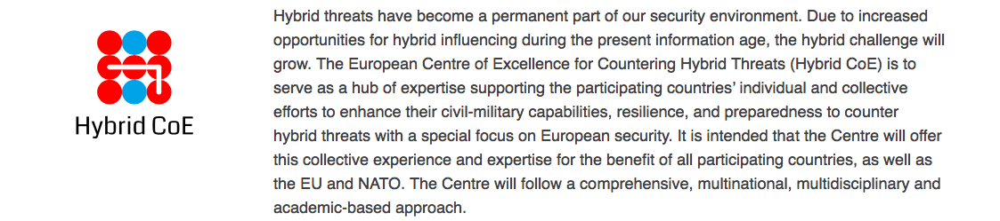 Hybrid CoE
Hybrid threats have become a permanent part of our security environment. Due to increased
opportunities for hybrid influencing during the present information age, the hybrid challenge will
grow. The European Centre of Excellence for Countering Hybrid Threats (Hybrid CoE) is to
serve as a hub of expertise supporting the participating countries’ individual and collective
efforts to enhance their civil-military capabilities, resilience, and preparedness to counter
hybrid threats with a special focus on European security. It is intended that the Centre will offer
this collective experience and expertise for the benefit of all participating countries, as well as
the EU and NATO. The Centre will follow a comprehensive, multinational, multidisciplinary and
academic-based approach.